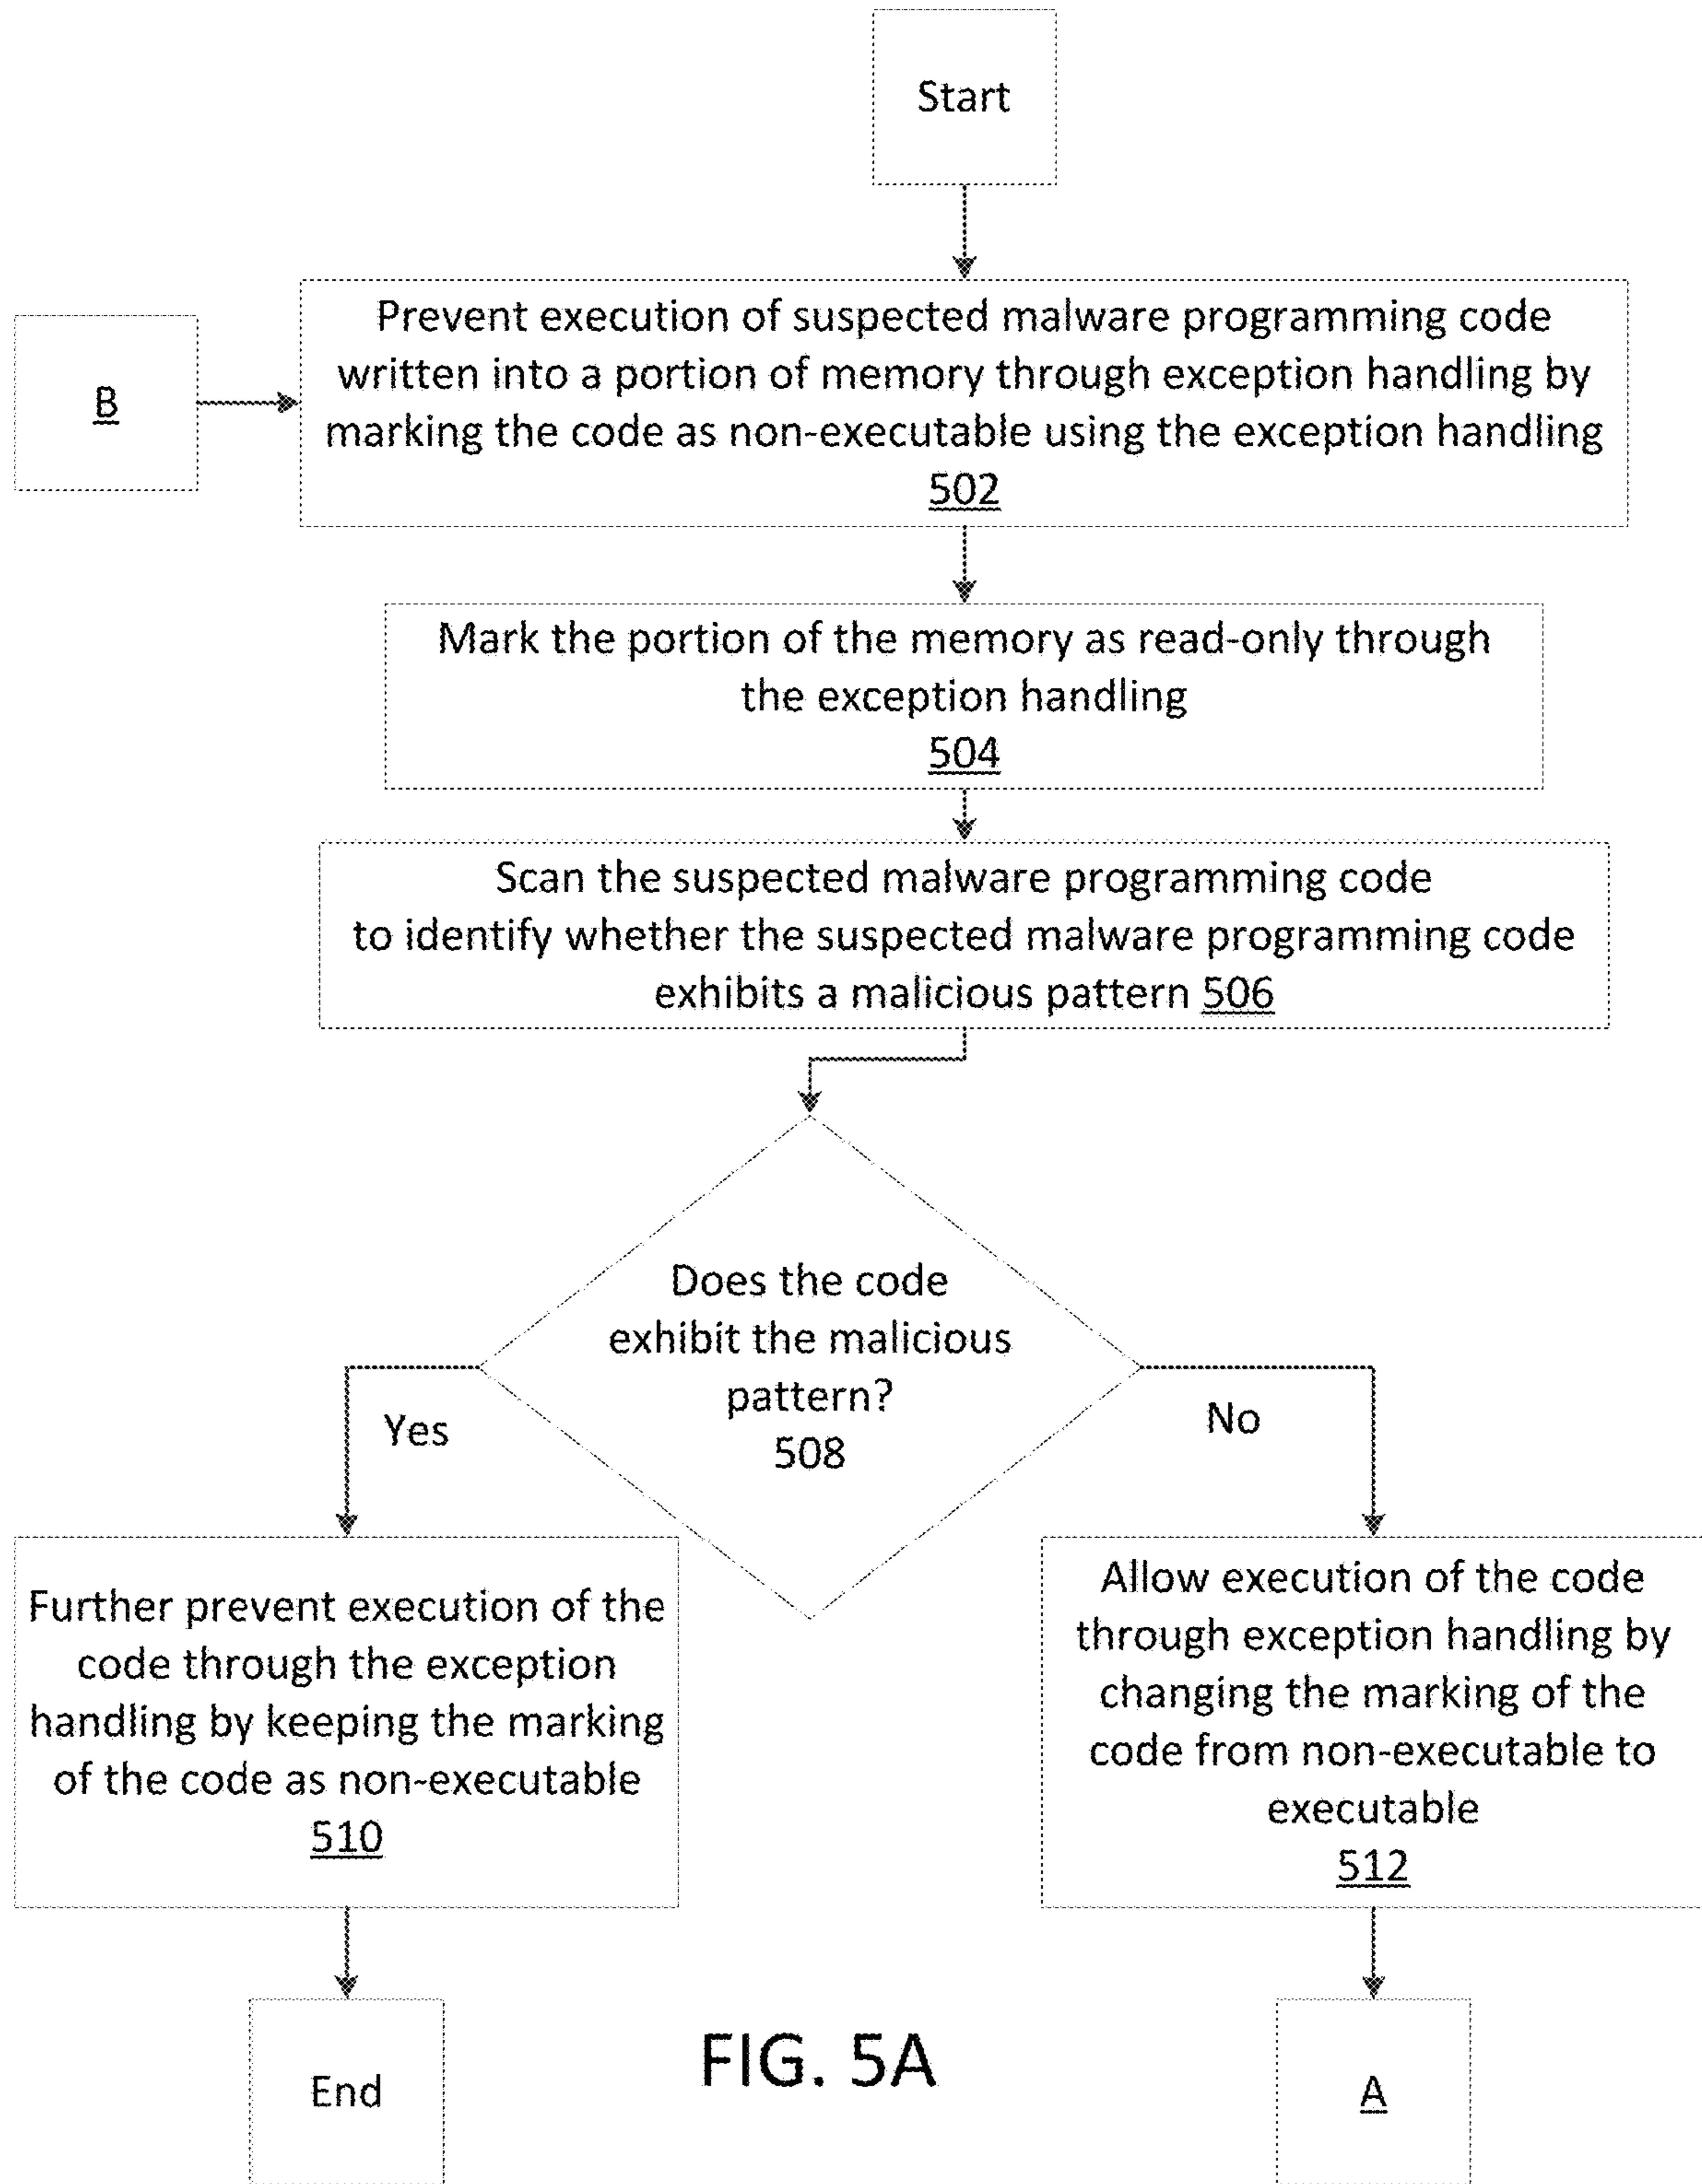 Start
B
Prevent execution of suspected malware programming code
written into a portion of memory through exception handling by
marking the code as non-executable using the exception handling
502
Mark the portion of the memory as read-only through
the exception handling
504
Scan the suspected malware programming code
to identify whether the suspected malware programming code
exhibits a malicious pattern 506
Does the code
exhibit the malicious
pattern?
508
Yes
No
Further prevent execution of the
code through the exception
handling by keeping the marking
of the code as non-executable
510
Allow execution of the code
through exception handling by
changing the marking of the
code from non-executable to
executable
512
End
FIG. 5A
A